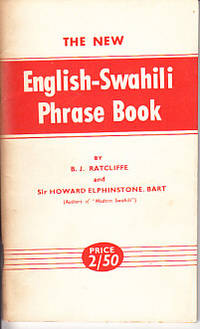 THE NEW
English-Swahili
Phrase Book
BY
B. J. RATCLIFFE
and
Sir HOWARD ELPHINSTONE. BART
(Authors of "Modern Swahili")
PRICE
2/50